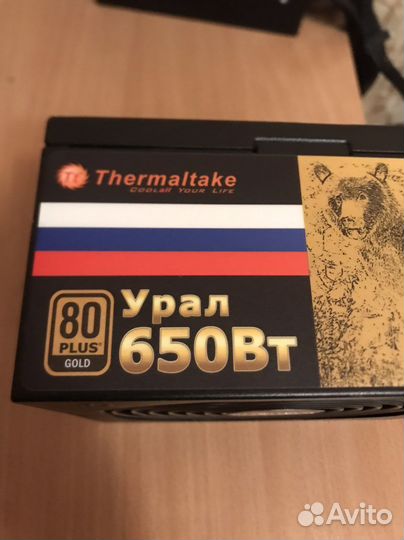 Thermaltake
COOLER YOUR LIFE
80
PLUS
GOLD
Урал
650Вт
Avito